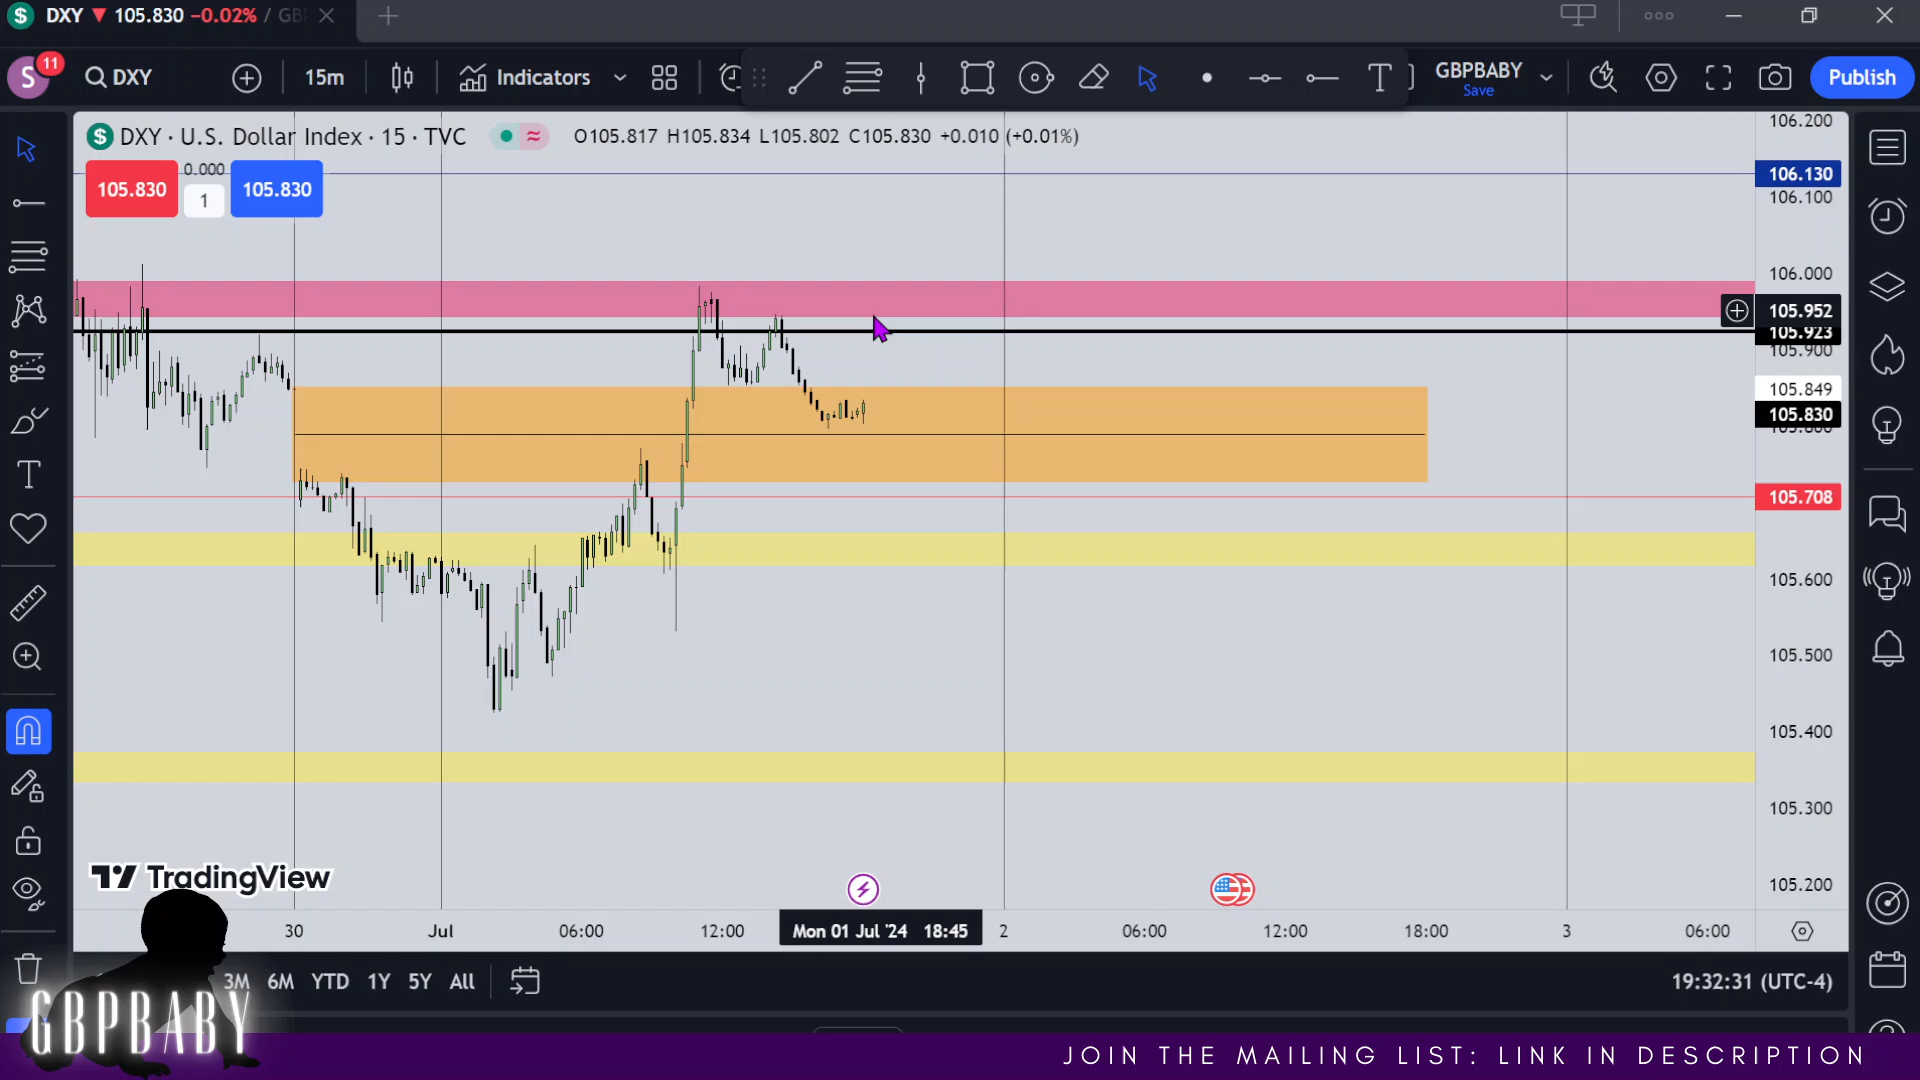 DXY ▼ 105.830 −0.02% / GB
S 11 DXY 15m Indicators T GBPBABY Save Publish
DXY · U.S. Dollar Index · 15 · TVC O105.817 H105.834 L105.802 C105.830 +0.010 (+0.01%)
105.830 0.000 1 105.830
106.200
106.130
106.100
106.000
105.952
105.923
105.900
105.849
105.830
105.800
105.708
105.600
105.500
105.400
105.300
105.200
TradingView
30 Jul 06:00 12:00 Mon 01 Jul '24 18:45 2 06:00 12:00 18:00 3 06:00
3M 6M YTD 1Y 5Y All 19:32:31 (UTC-4)
GBPBABY
JOIN THE MAILING LIST: LINK IN DESCRIPTION